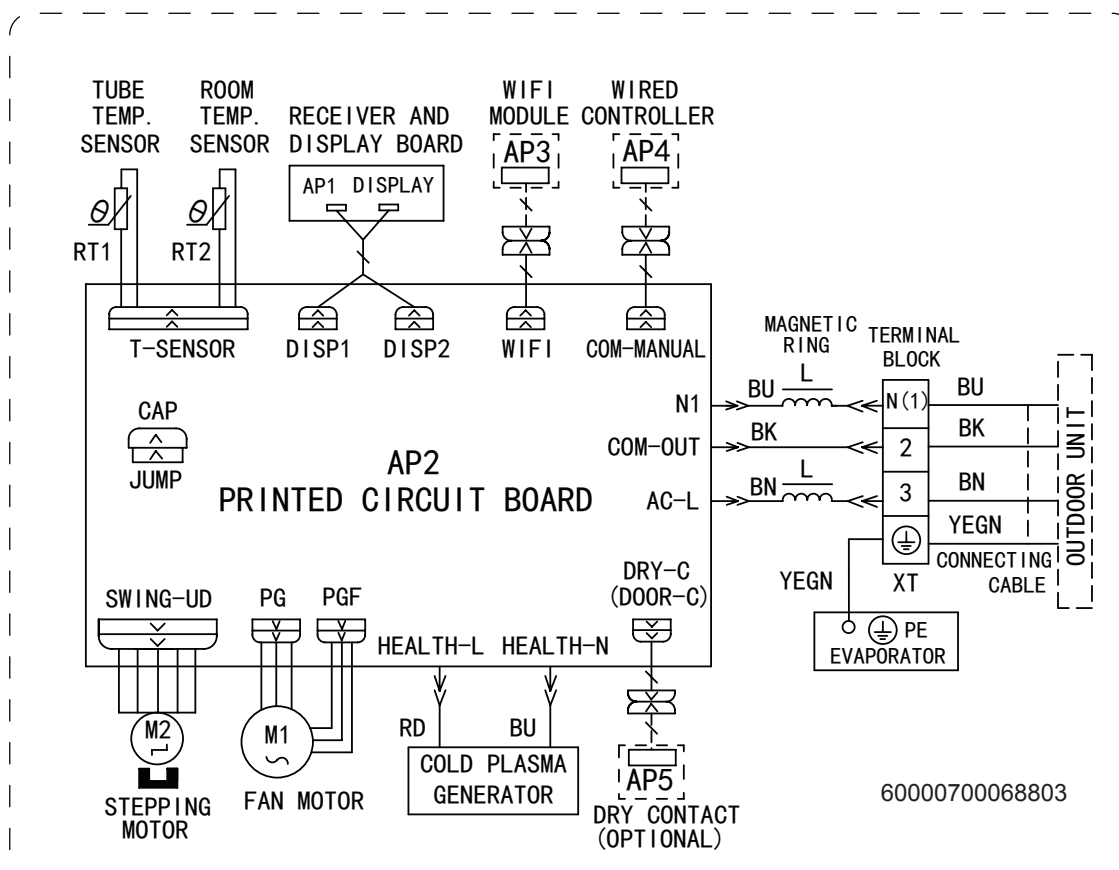 TUBE
TEMP.
SENSOR
ROOM
TEMP.
SENSOR
RECEIVER AND
DISPLAY BOARD
WIFI
MODULE
WIRED
CONTROLLER
AP1 DISPLAY
AP3
AP4
θ
RT1
θ
RT2
T-SENSOR
DISP1
DISP2
WIFI
COM-MANUAL
MAGNETIC
RING
TERMINAL
BLOCK
CAP
JUMP
AP2
PRINTED CIRCUIT BOARD
N1
BU
L
N(1)
BU
COM-OUT
BK
2
BK
AC-L
BN
L
3
BN
YEGN
OUTDOOR UNIT
CONNECTING
CABLE
XT
YEGN
PE
EVAPORATOR
SWING-UD
PG
PGF
HEALTH-L
HEALTH-N
DRY-C
(DOOR-C)
M2
STEPPING
MOTOR
M1
FAN MOTOR
RD
BU
COLD PLASMA
GENERATOR
AP5
DRY CONTACT
(OPTIONAL)
60000700068803